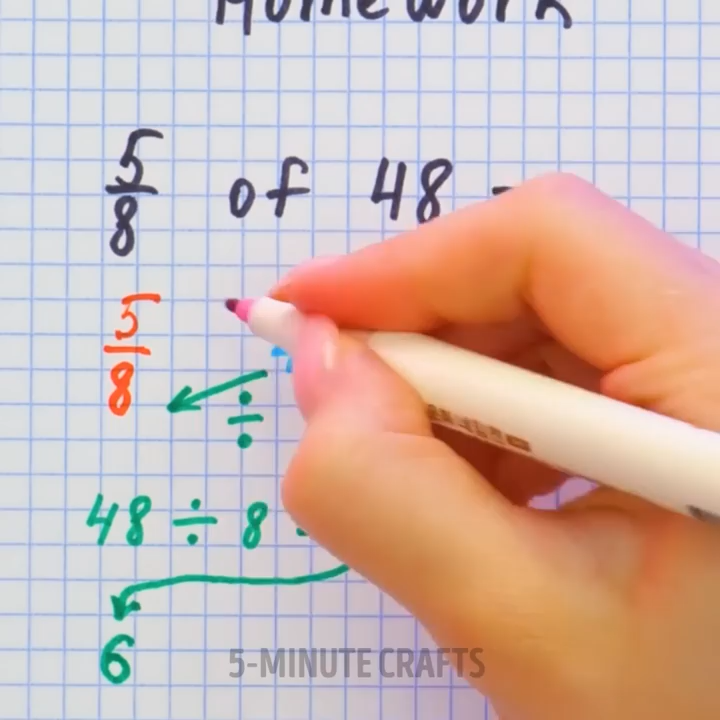 Homework
5/8 of 48 =
5/8
÷
48 ÷ 8
6
5-MINUTE CRAFTS